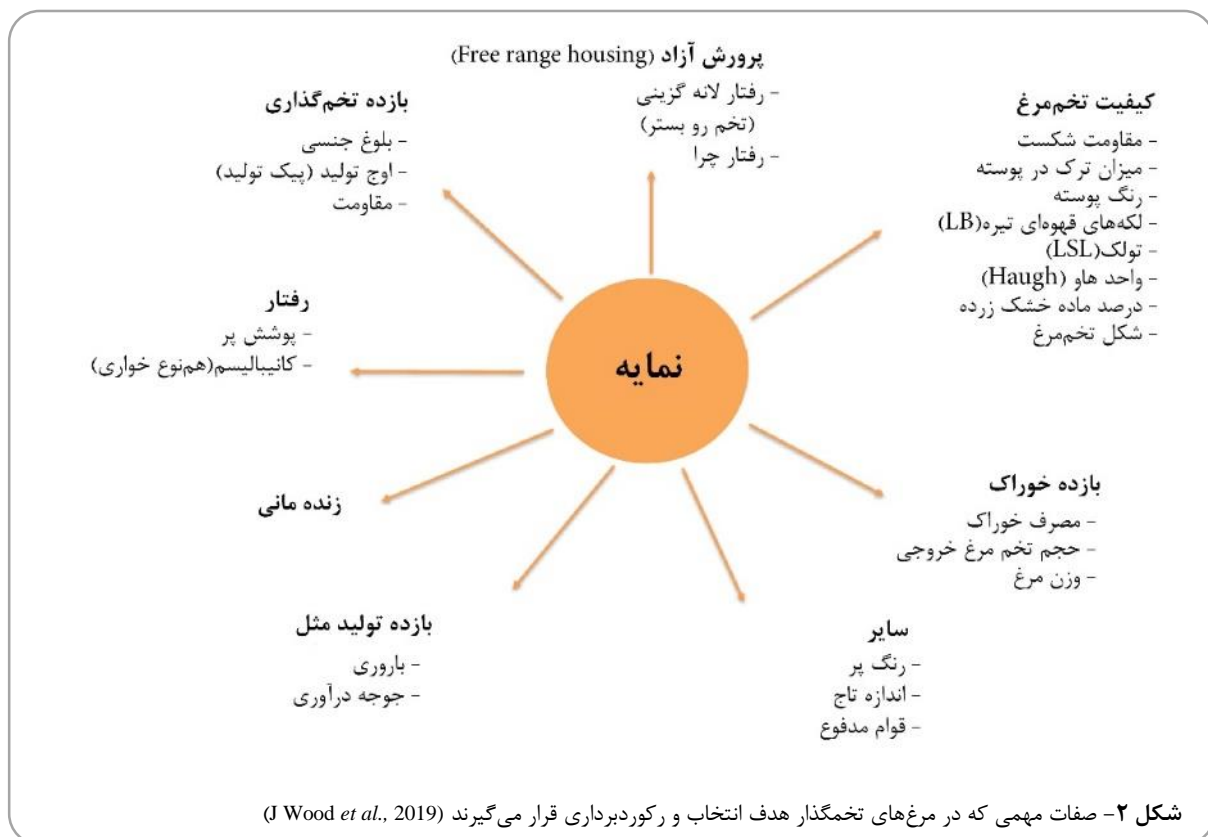 پرورش آزاد (Free range housing)
- رفتار لانه گزینی
(تخم رو بستر)
- رفتار چرا
کیفیت تخم‌مرغ
- مقاومت شکست
- میزان ترک در پوسته
- رنگ پوسته
- لکه‌های قهوه‌ای تیره(LB)
- تولک(LSL)
- واحد هاو (Haugh)
- درصد ماده خشک زرده
- شکل تخم‌مرغ
بازده تخم‌گذاری
- بلوغ جنسی
- اوج تولید (پیک تولید)
- مقاومت
رفتار
- پوشش پر
- کانیبالیسم(هم‌نوع خواری)
نمایه
بازده خوراک
- مصرف خوراک
- حجم تخم مرغ خروجی
- وزن مرغ
زنده مانی
سایر
- رنگ پر
- اندازه تاج
- قوام مدفوع
بازده تولید مثل
- باروری
- جوجه درآوری
شکل ۲- صفات مهمی که در مرغ‌های تخمگذار هدف انتخاب و رکوردبرداری قرار می‌گیرند (J Wood et al., 2019)